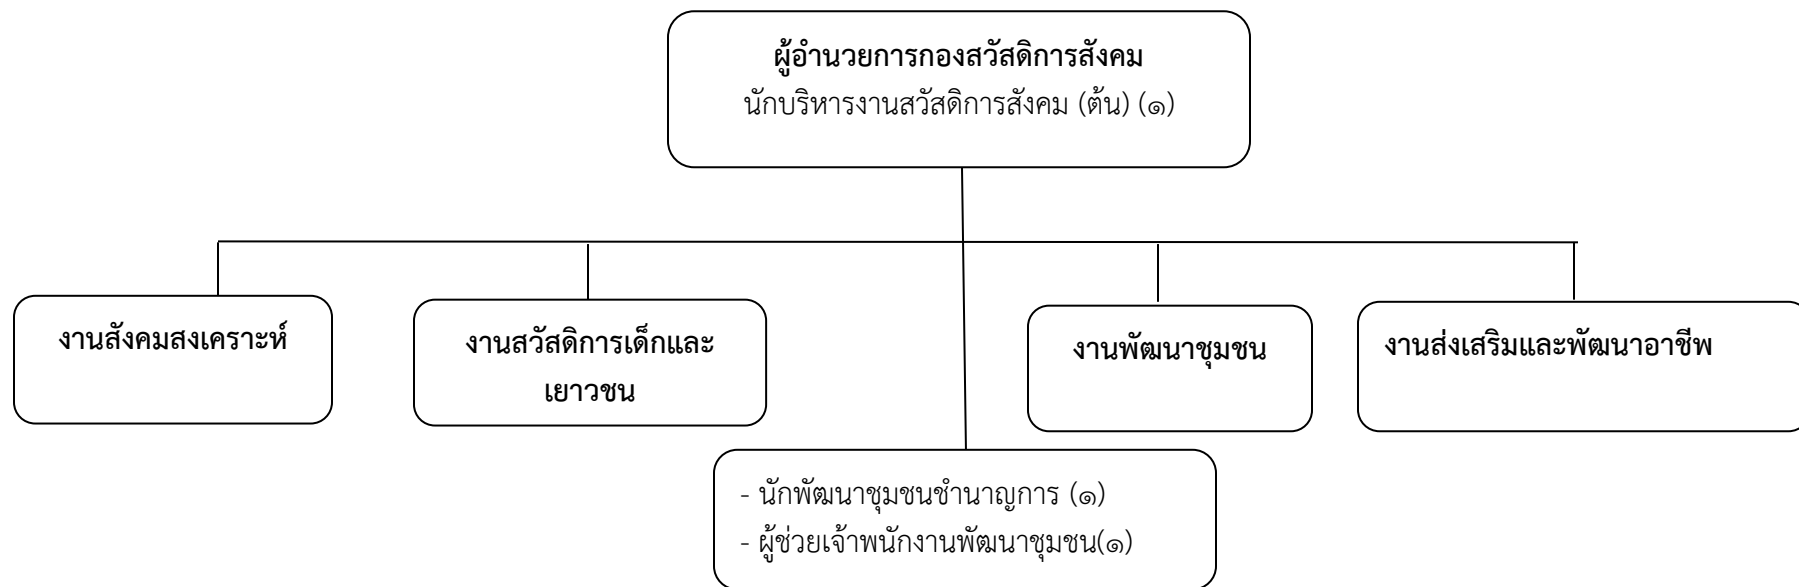 ผู้อำนวยการกองสวัสดิการสังคม
นักบริหารงานสวัสดิการสังคม (ต้น) (๑)
งานสังคมสงเคราะห์
งานสวัสดิการเด็กและ
เยาวชน
งานพัฒนาชุมชน
งานส่งเสริมและพัฒนาอาชีพ
- นักพัฒนาชุมชนชำนาญการ (๑)
- ผู้ช่วยเจ้าพนักงานพัฒนาชุมชน(๑)